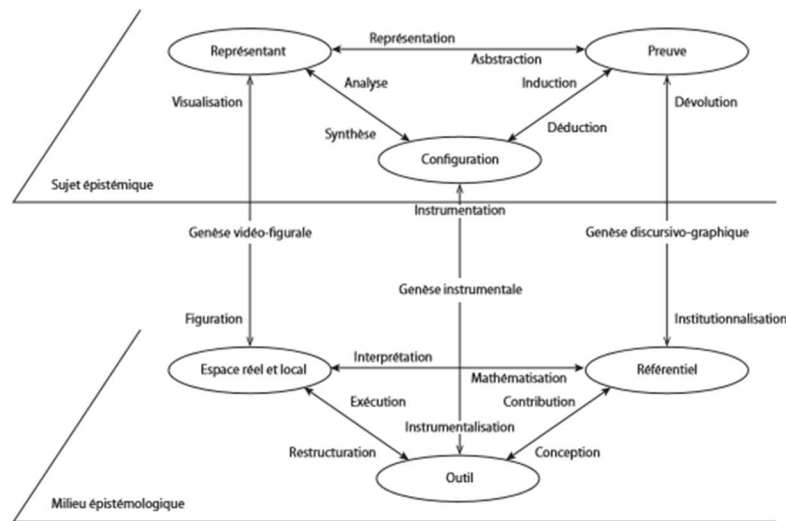 Représentation
Représentant
Preuve
Asbstraction
Analyse
Induction
Visualisation
Dévolution
Synthèse
Déduction
Configuration
Sujet épistémique
Instrumentation
Genèse vidéo-figurale
Genèse discursivo-graphique
Genèse instrumentale
Figuration
Institutionnalisation
Interprétation
Espace réel et local
Référentiel
Mathématisation
Exécution
Contribution
Instrumentalisation
Restructuration
Conception
Outil
Milieu épistémologique